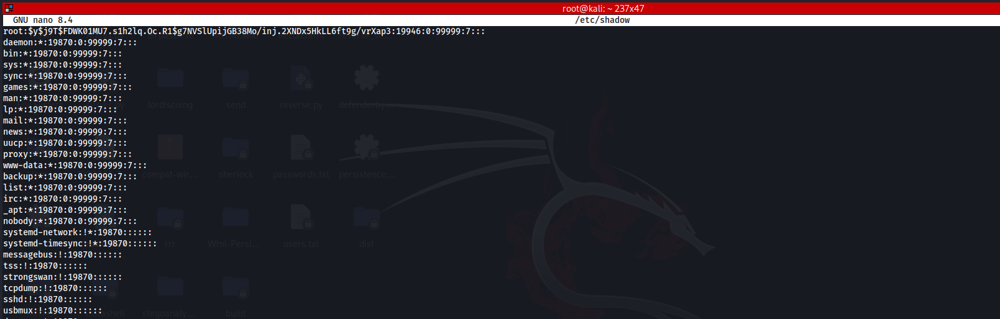 root@kali: ~ 237x47
GNU nano 8.4 /etc/shadow
root:$y$j9T$FDWK01MU7.s1h2lq.Oc.R1$g7NVSlUpijGB38Mo/inj.2XNDx5HkLL6ft9g/vrXap3:19946:0:99999:7:::
daemon:*:19870:0:99999:7:::
bin:*:19870:0:99999:7:::
sys:*:19870:0:99999:7:::
sync:*:19870:0:99999:7:::
games:*:19870:0:99999:7:::
man:*:19870:0:99999:7:::
lp:*:19870:0:99999:7:::
mail:*:19870:0:99999:7:::
news:*:19870:0:99999:7:::
uucp:*:19870:0:99999:7:::
proxy:*:19870:0:99999:7:::
www-data:*:19870:0:99999:7:::
backup:*:19870:0:99999:7:::
list:*:19870:0:99999:7:::
irc:*:19870:0:99999:7:::
_apt:*:19870:0:99999:7:::
nobody:*:19870:0:99999:7:::
systemd-network:!*:19870::::::
systemd-timesync:!*:19870::::::
messagebus:!:19870::::::
tss:!:19870::::::
strongswan:!:19870::::::
tcpdump:!:19870::::::
sshd:!:19870::::::
usbmux:!:19870::::::
lordiscoing send reverse.py defenderby...
compat-wir... sherlock passwords.txt persistence...
rrr Wmi-Persi... users.txt dist
stegoanaly... build